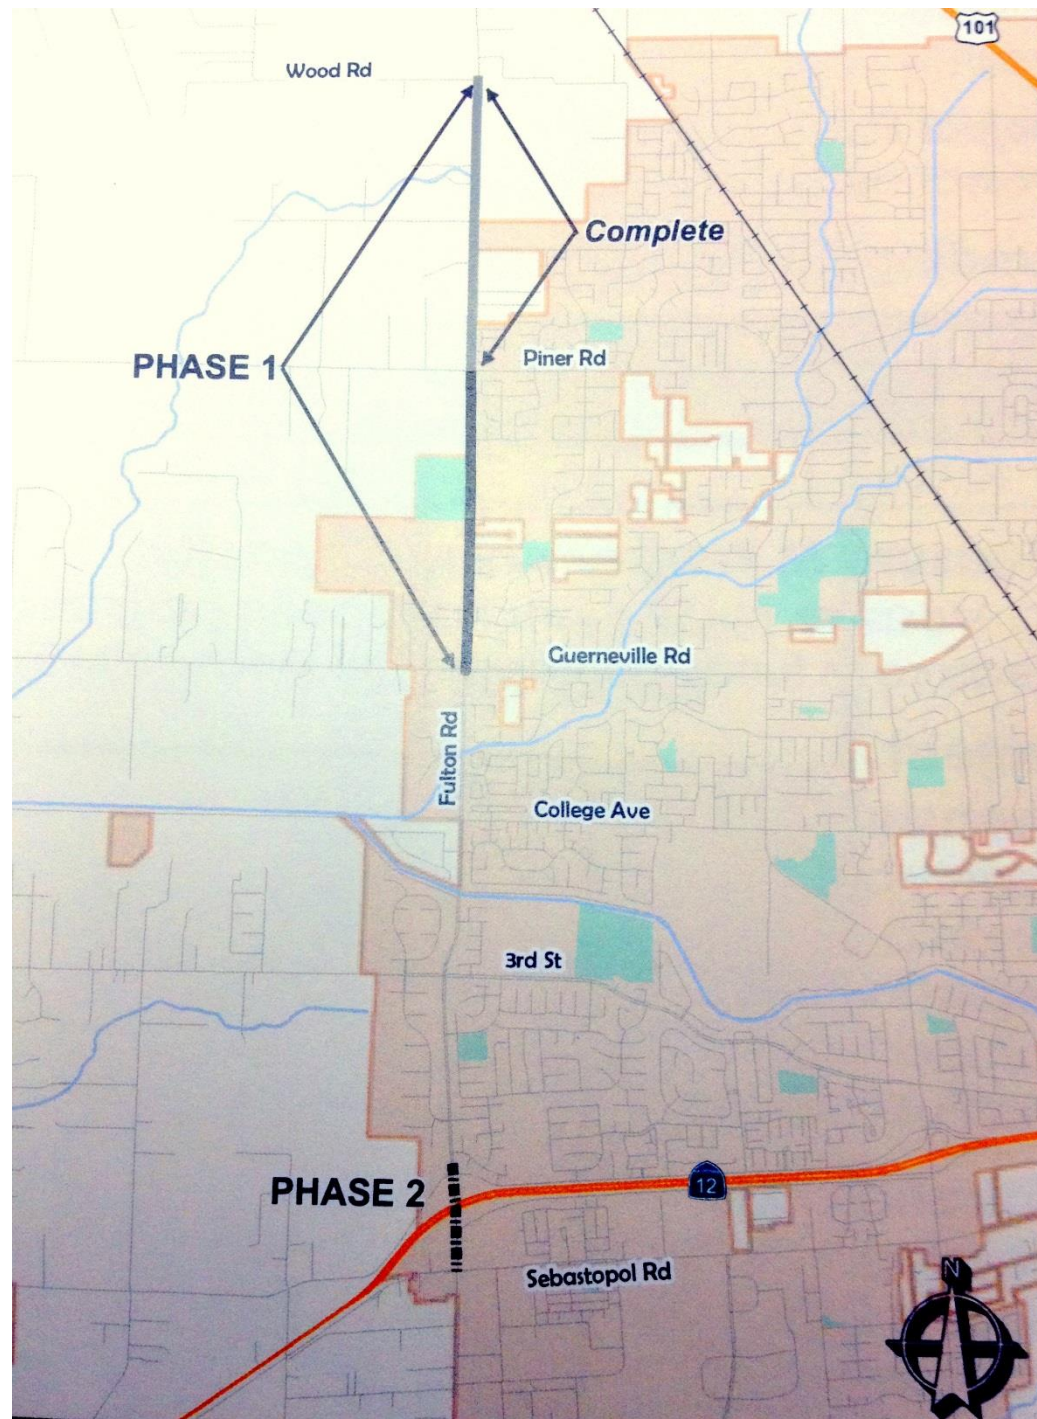 101
Wood Rd
Complete
PHASE 1
Piner Rd
Guerneville Rd
Fulton Rd
College Ave
3rd St
PHASE 2
12
Sebastopol Rd
N